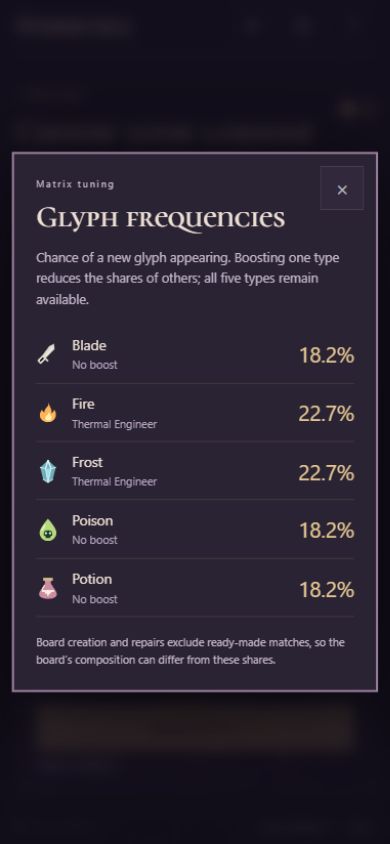 Matrix tuning
Glyph frequencies
Chance of a new glyph appearing. Boosting one type
reduces the shares of others; all five types remain
available.
Blade
No boost
18.2%
Fire
Thermal Engineer
22.7%
Frost
Thermal Engineer
22.7%
Poison
No boost
18.2%
Potion
No boost
18.2%
Board creation and repairs exclude ready-made matches, so the
board's composition can differ from these shares.